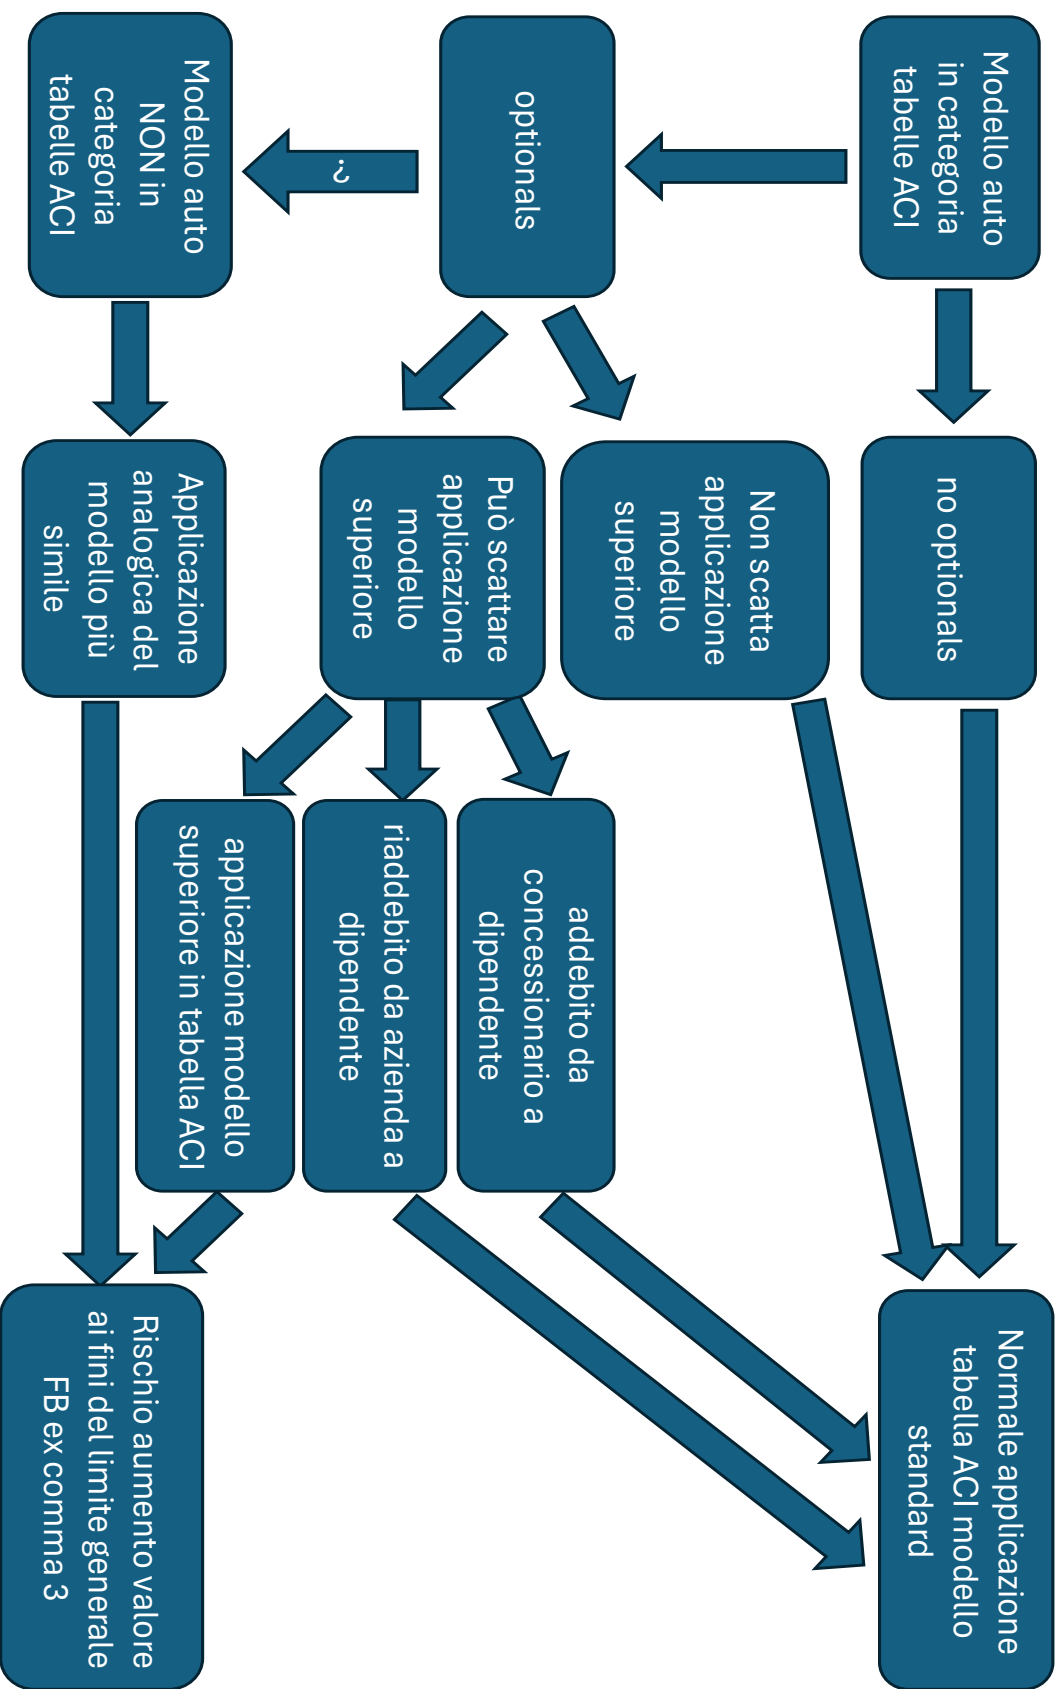 Modello auto
in categoria
tabelle ACI
no optionals
Normale applicazione
tabella ACI modello
standard
optionals
Non scatta
applicazione
modello
superiore
addebito da
concessionario a
dipendente
Può scattare
applicazione
modello
superiore
riaddebito da azienda a
dipendente
applicazione modello
superiore in tabella ACI
?
Modello auto
NON in
categoria
tabelle ACI
Applicazione
analogica del
modello più
simile
Rischio aumento valore
ai fini del limite generale
FB ex comma 3